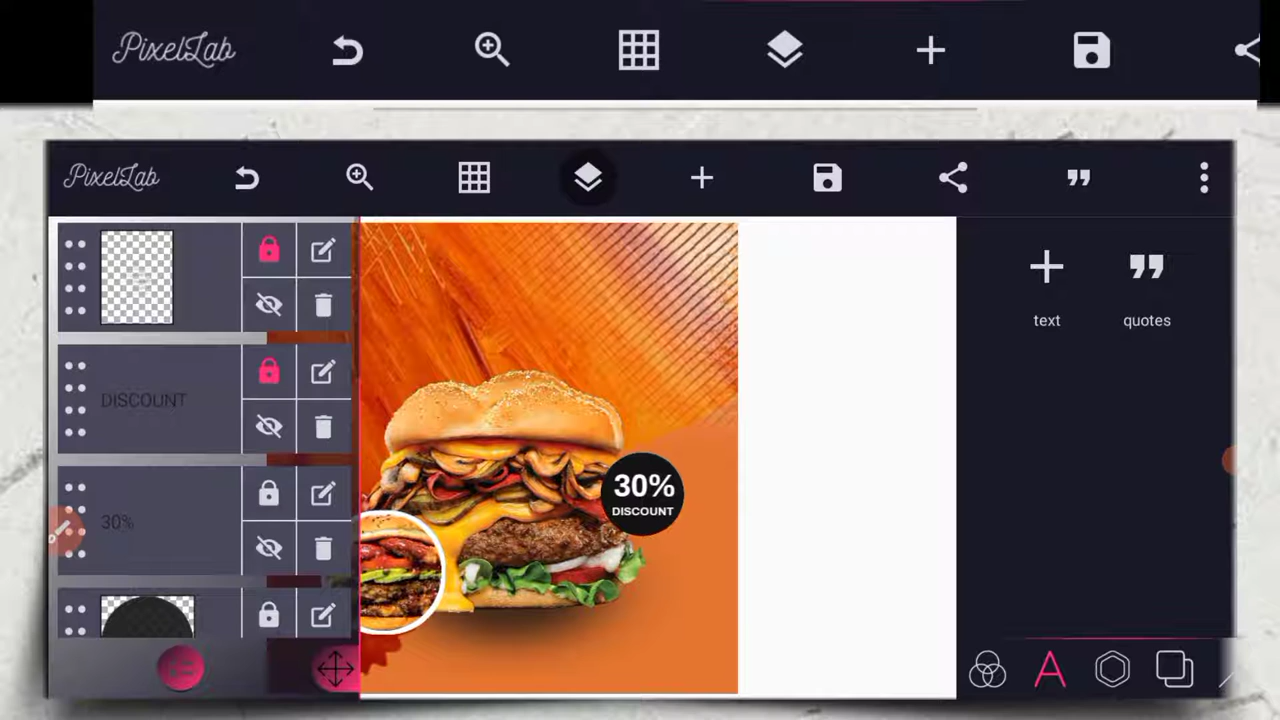 PixelLab
PixelLab
text
quotes
DISCOUNT
30%
30%
DISCOUNT